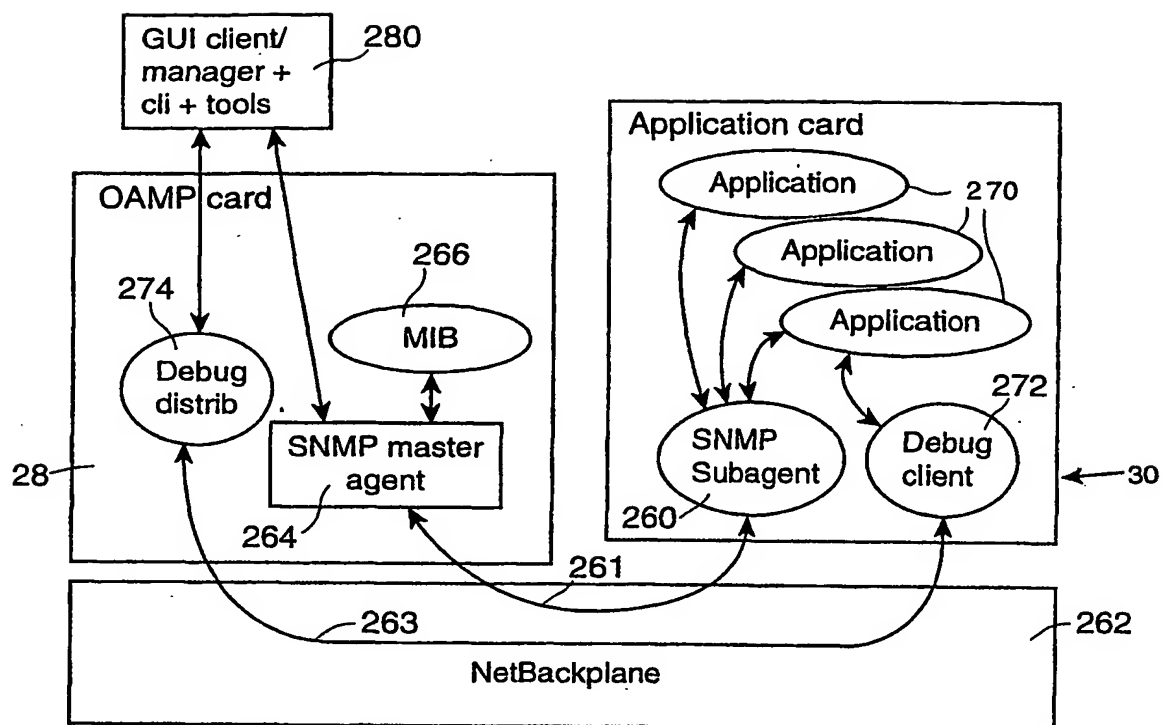 GUI client/
manager +
cli + tools
280
OAMP card
274
266
MIB
Debug
distrib
SNMP master
agent
264
28
Application card
Application
270
Application
Application
272
SNMP
Subagent
260
Debug
client
30
261
263
262
NetBackplane